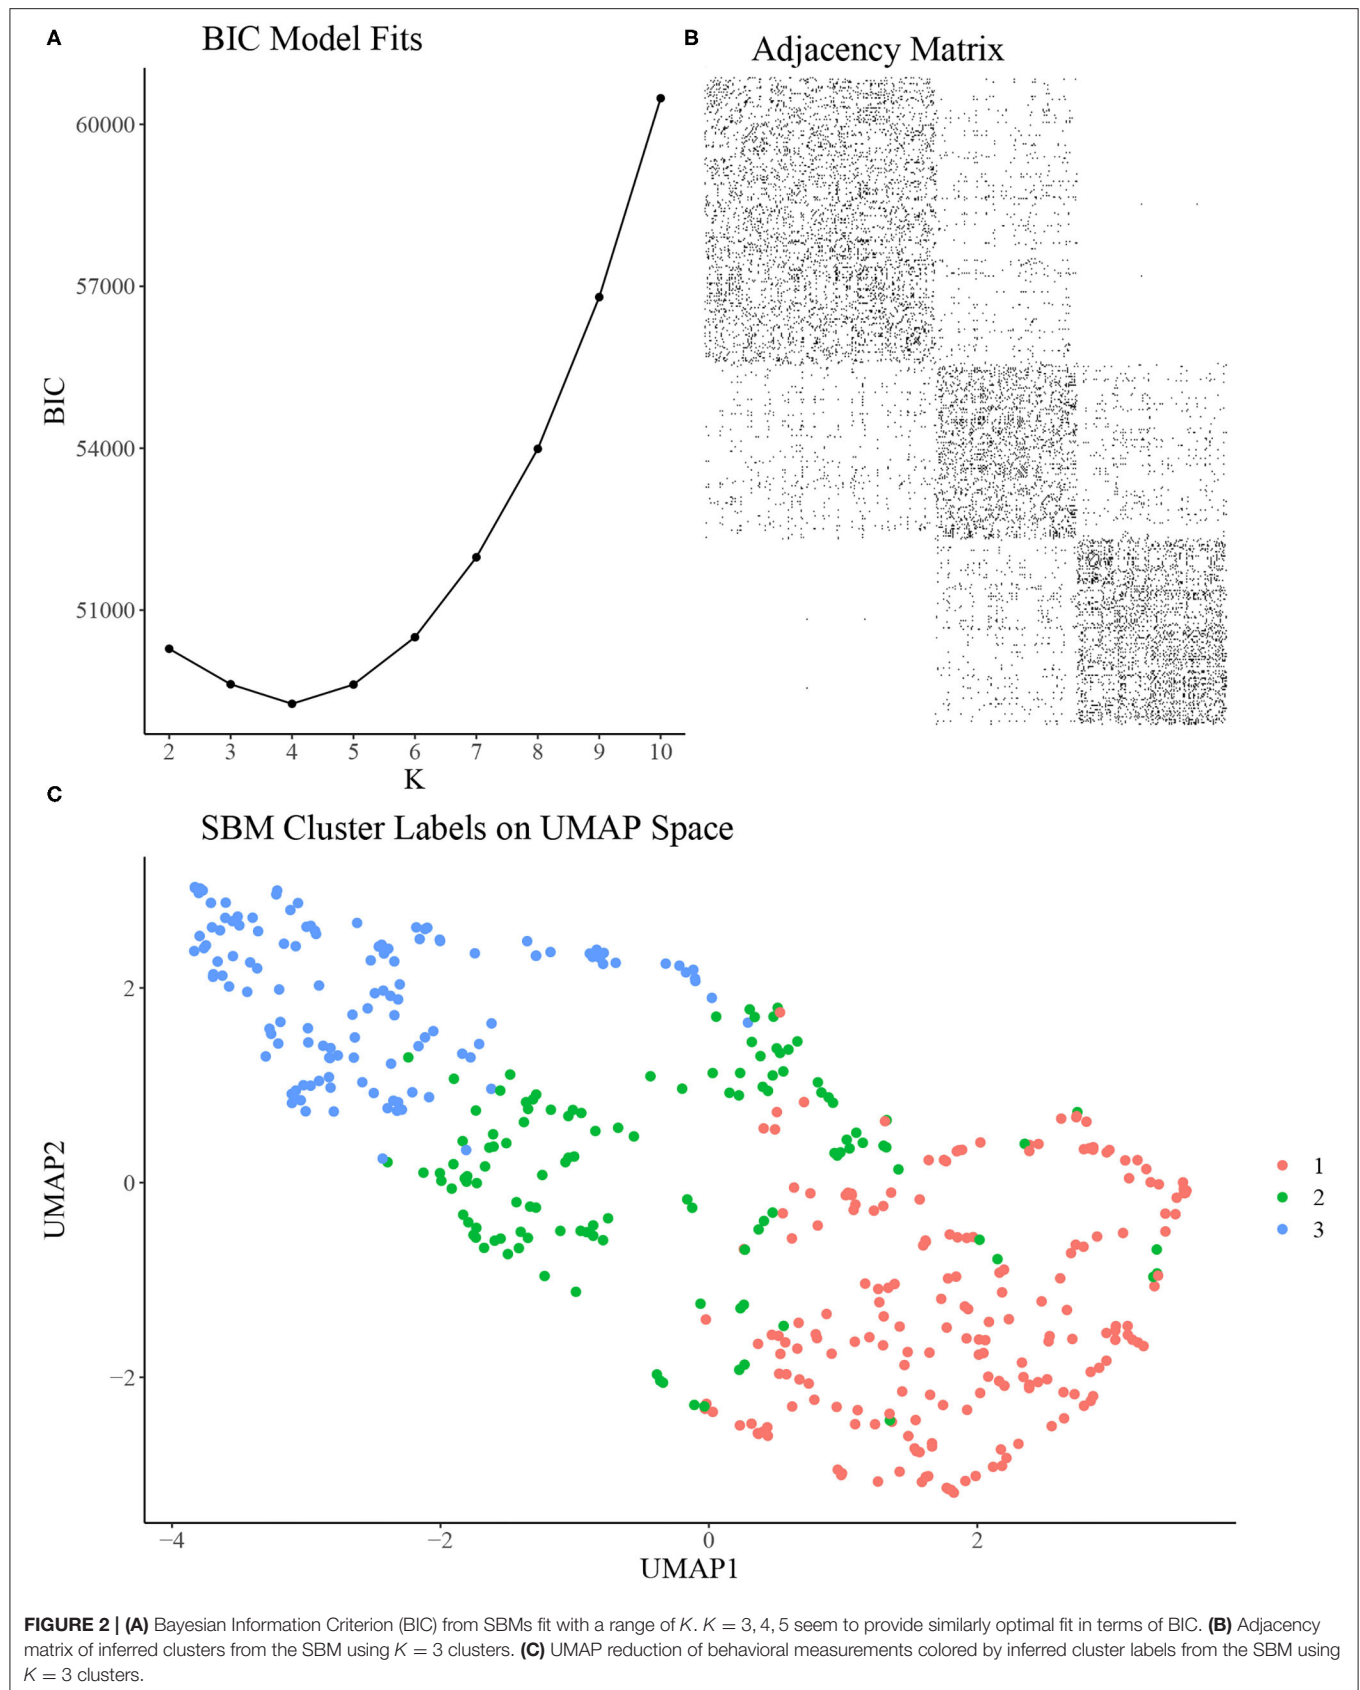 A
BIC Model Fits
B
Adjacency Matrix
60000
57000
54000
51000
BIC
2 3 4 5 6 7 8 9 10
K
C
SBM Cluster Labels on UMAP Space
2
0
−2
UMAP2
1
2
3
−4 −2 0 2
UMAP1
FIGURE 2 | (A) Bayesian Information Criterion (BIC) from SBMs fit with a range of K. K = 3, 4, 5 seem to provide similarly optimal fit in terms of BIC. (B) Adjacency
matrix of inferred clusters from the SBM using K = 3 clusters. (C) UMAP reduction of behavioral measurements colored by inferred cluster labels from the SBM using
K = 3 clusters.